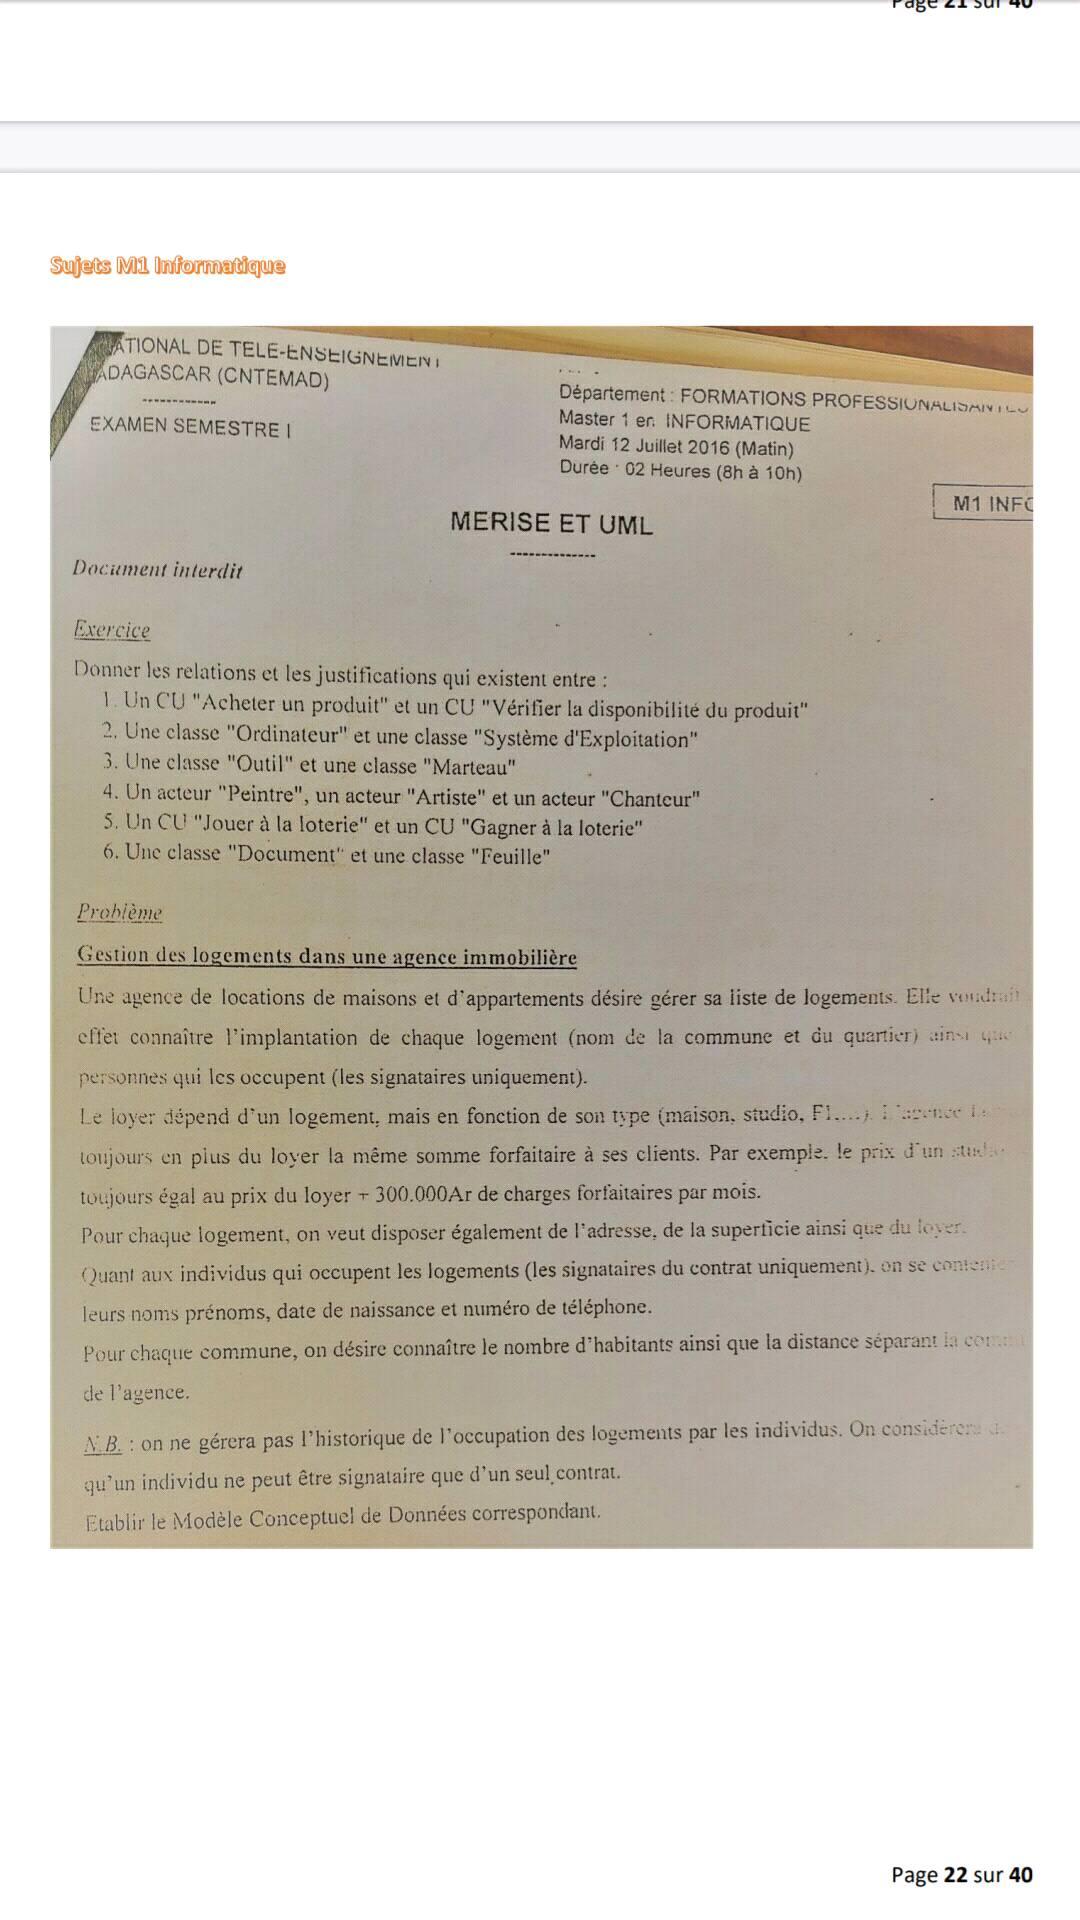 Page 21 sur 40
Sujets M1 Informatique
ATIONAL DE TELE-ENSEIGNEMENT
ADAGASCAR (CNTEMAD)
------------
EXAMEN SEMESTRE I
Département : FORMATIONS PROFESSIONALISANTES
Master 1 en INFORMATIQUE
Mardi 12 Juillet 2016 (Matin)
Durée : 02 Heures (8h à 10h)
M1 INFO
MERISE ET UML
--------------
Document interdit
Exercice
Donner les relations et les justifications qui existent entre :
1. Un CU "Acheter un produit" et un CU "Vérifier la disponibilité du produit"
2. Une classe "Ordinateur" et une classe "Système d'Exploitation"
3. Une classe "Outil" et une classe "Marteau"
4. Un acteur "Peintre", un acteur "Artiste" et un acteur "Chanteur"
5. Un CU "Jouer à la loterie" et un CU "Gagner à la loterie"
6. Une classe "Document" et une classe "Feuille"
Problème
Gestion des logements dans une agence immobilière
Une agence de locations de maisons et d'appartements désire gérer sa liste de logements. Elle voudrait
effet connaître l'implantation de chaque logement (nom de la commune et du quartier) ainsi que
personnes qui les occupent (les signataires uniquement).
Le loyer dépend d'un logement, mais en fonction de son type (maison, studio, F1,...). L'agence
toujours en plus du loyer la même somme forfaitaire à ses clients. Par exemple, le prix d'un studio
toujours égal au prix du loyer + 300.000Ar de charges forfaitaires par mois.
Pour chaque logement, on veut disposer également de l'adresse, de la superficie ainsi que du loyer.
Quant aux individus qui occupent les logements (les signataires du contrat uniquement), on se
leurs noms prénoms, date de naissance et numéro de téléphone.
Pour chaque commune, on désire connaître le nombre d'habitants ainsi que la distance séparant la
de l'agence.
N.B. : on ne gérera pas l'historique de l'occupation des logements par les individus. On considèrera
qu'un individu ne peut être signataire que d'un seul contrat.
Etablir le Modèle Conceptuel de Données correspondant.
Page 22 sur 40